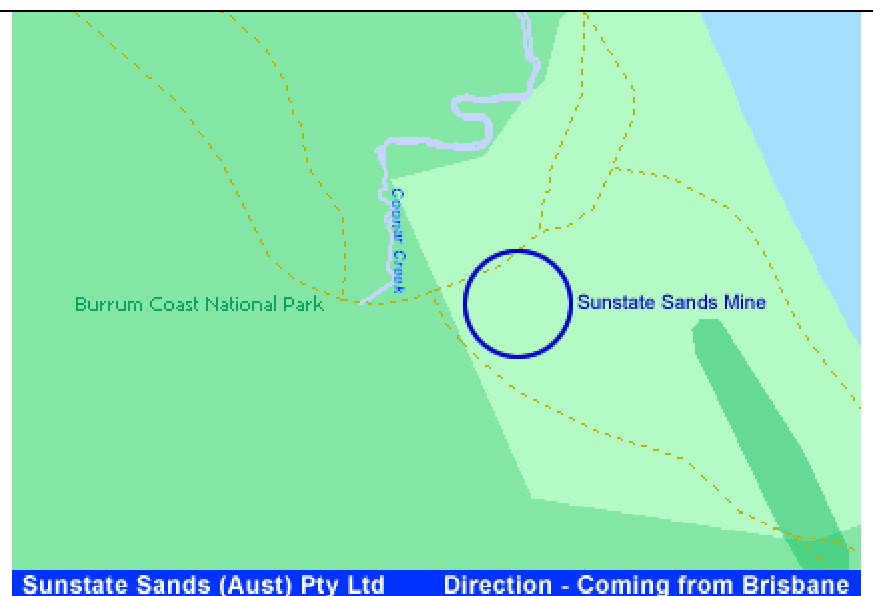 Coonar Creek
Burrum Coast National Park
Sunstate Sands Mine
Sunstate Sands (Aust) Pty Ltd Direction - Coming from Brisbane